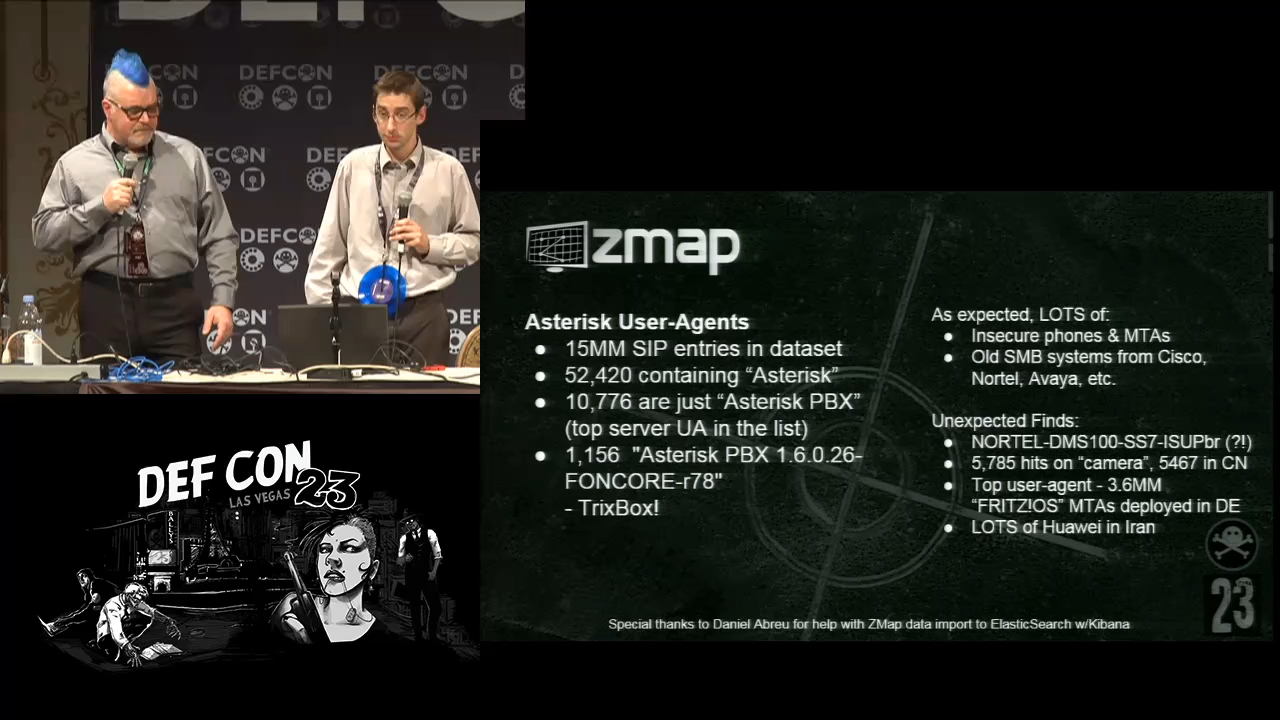 DEFCON
DEFCON
DEFCON
DEFCON
DEF CON
LAS VEGAS
23
BALLYS
zmap
Asterisk User-Agents
● 15MM SIP entries in dataset
● 52,420 containing “Asterisk”
● 10,776 are just “Asterisk PBX”
(top server UA in the list)
● 1,156 "Asterisk PBX 1.6.0.26-
FONCORE-r78"
- TrixBox!
As expected, LOTS of:
● Insecure phones & MTAs
● Old SMB systems from Cisco,
Nortel, Avaya, etc.
Unexpected Finds:
● NORTEL-DMS100-SS7-ISUPbr (?!)
● 5,785 hits on “camera”, 5467 in CN
● Top user-agent - 3.6MM
“FRITZ!OS” MTAs deployed in DE
● LOTS of Huawei in Iran
23
Special thanks to Daniel Abreu for help with ZMap data import to ElasticSearch w/Kibana